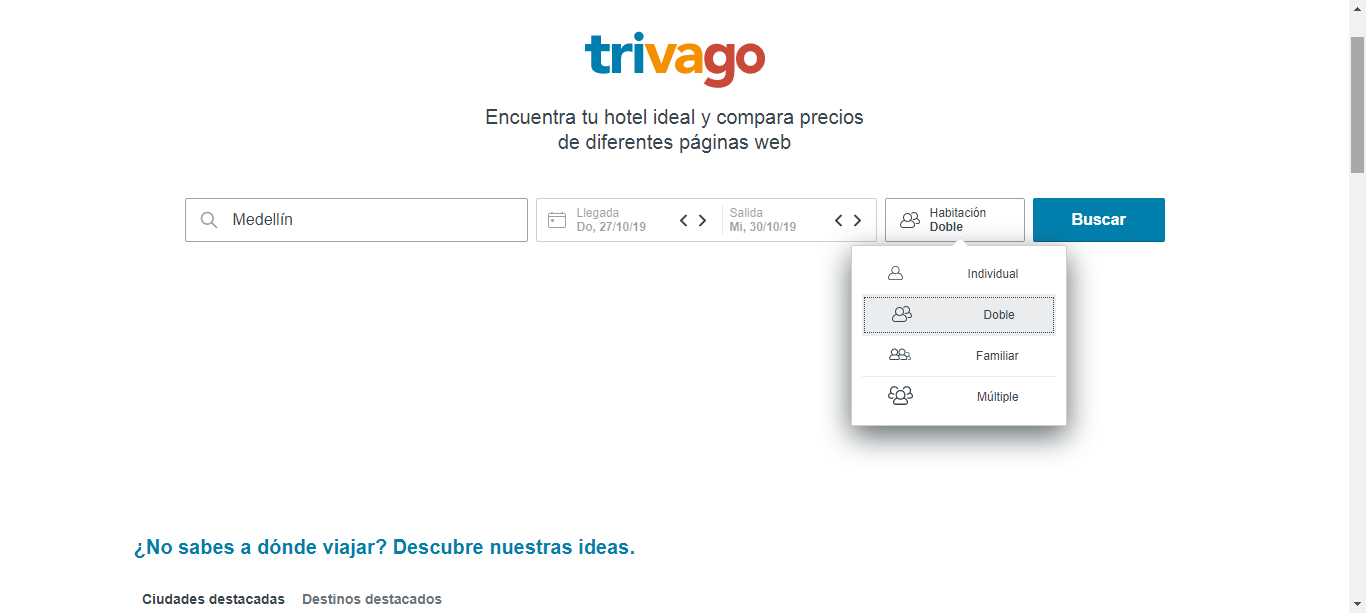 trivago
Encuentra tu hotel ideal y compara precios
de diferentes páginas web
Medellín
Llegada
Do, 27/10/19
Salida
Mi, 30/10/19
Habitación
Doble
Buscar
Individual
Doble
Familiar
Múltiple
¿No sabes a dónde viajar? Descubre nuestras ideas.
Ciudades destacadas Destinos destacados